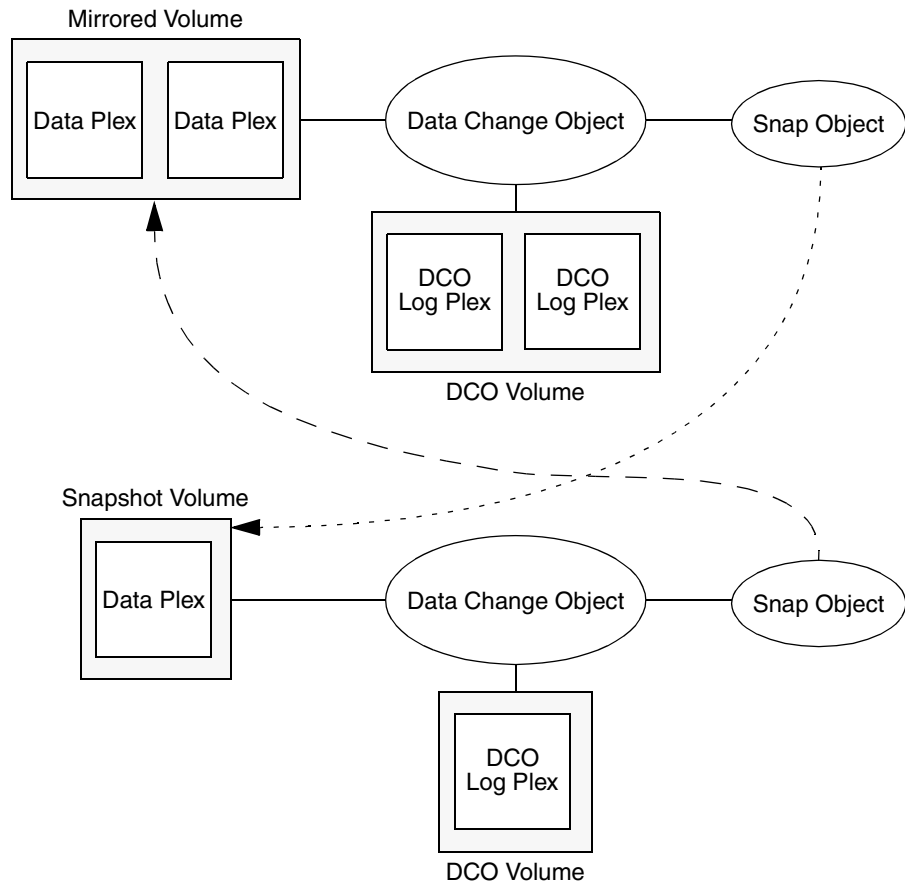 Mirrored Volume
Data Plex
Data Plex
Data Change Object
Snap Object
DCO
Log Plex
DCO
Log Plex
DCO Volume
Snapshot Volume
Data Plex
Data Change Object
Snap Object
DCO
Log Plex
DCO Volume